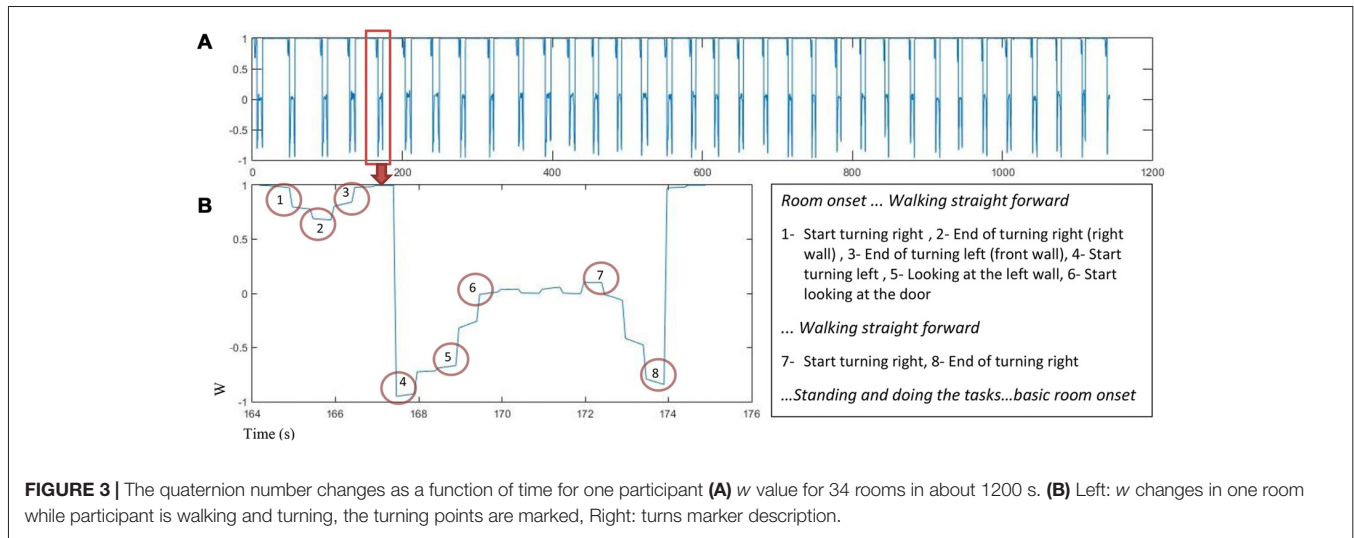 A
1
0.5
0
-0.5
-1
0 200 400 600 800 1000 1200
B
1
0.5
0
-0.5
-1
W
164 166 168 170 172 174 176
Time (s)
1
2
3
4
5
6
7
8
Room onset ... Walking straight forward
1- Start turning right , 2- End of turning right (right
wall) , 3- End of turning left (front wall), 4- Start
turning left , 5- Looking at the left wall, 6- Start
looking at the door
... Walking straight forward
7- Start turning right, 8- End of turning right
...Standing and doing the tasks...basic room onset
FIGURE 3 | The quaternion number changes as a function of time for one participant (A) w value for 34 rooms in about 1200 s. (B) Left: w changes in one room
while participant is walking and turning, the turning points are marked, Right: turns marker description.